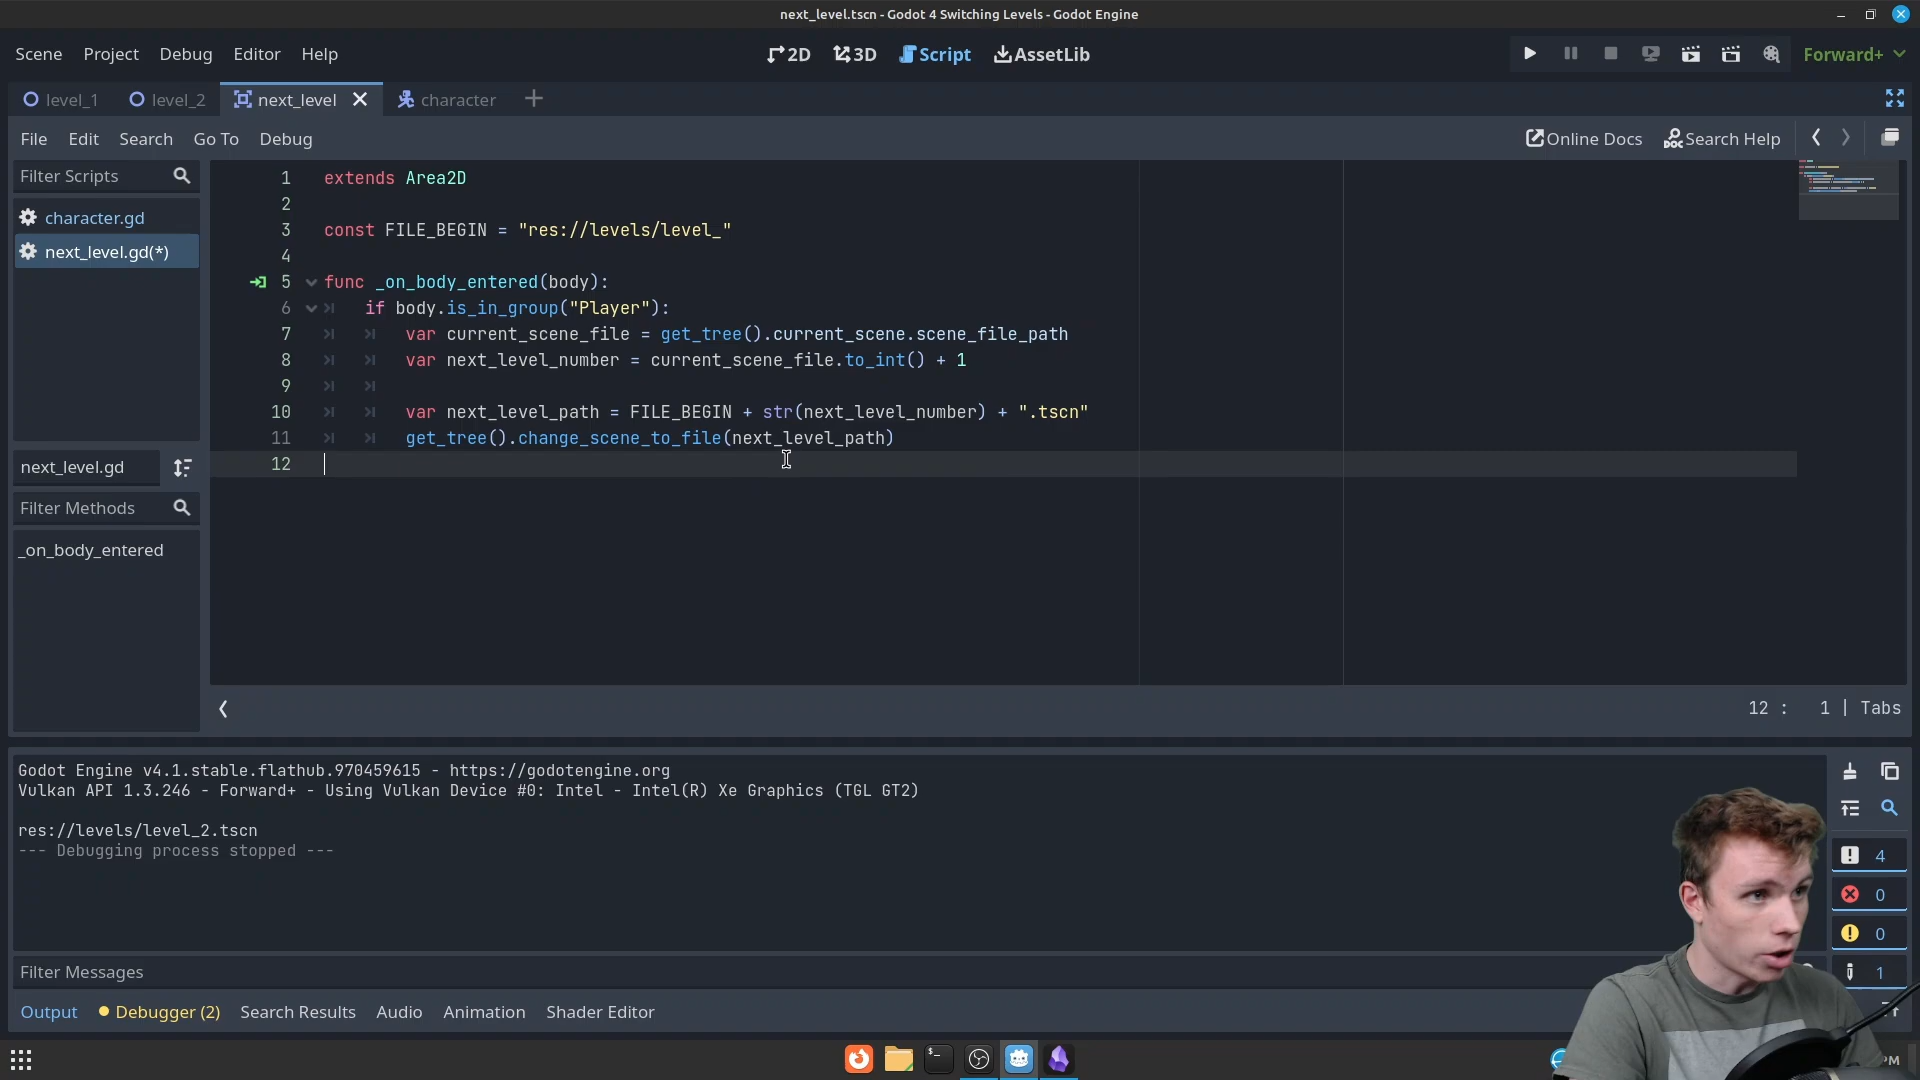 next_level.tscn - Godot 4 Switching Levels - Godot Engine
Scene Project Debug Editor Help 2D 3D Script AssetLib Forward+
level_1 level_2 next_level character
File Edit Search Go To Debug Online Docs Search Help
Filter Scripts
character.gd
next_level.gd(*)
next_level.gd
Filter Methods
_on_body_entered
1 extends Area2D
2
3 const FILE_BEGIN = "res://levels/level_"
4
5 func _on_body_entered(body):
6 if body.is_in_group("Player"):
7 var current_scene_file = get_tree().current_scene.scene_file_path
8 var next_level_number = current_scene_file.to_int() + 1
9
10 var next_level_path = FILE_BEGIN + str(next_level_number) + ".tscn"
11 get_tree().change_scene_to_file(next_level_path)
12
12 : 1 | Tabs
Godot Engine v4.1.stable.flathub.970459615 - https://godotengine.org
Vulkan API 1.3.246 - Forward+ - Using Vulkan Device #0: Intel - Intel(R) Xe Graphics (TGL GT2)
res://levels/level_2.tscn
--- Debugging process stopped ---
4
0
0
1
Filter Messages
Output Debugger (2) Search Results Audio Animation Shader Editor
PM